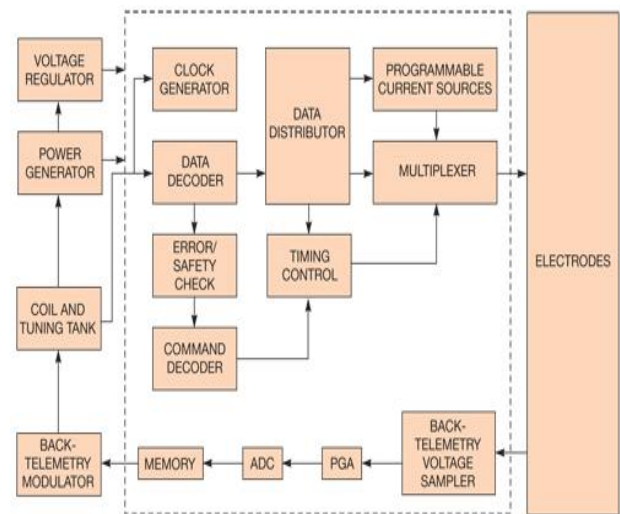 VOLTAGE
REGULATOR
CLOCK
GENERATOR
PROGRAMMABLE
CURRENT SOURCES
DATA
DISTRIBUTOR
POWER
GENERATOR
DATA
DECODER
MULTIPLEXER
ERROR/
SAFETY
CHECK
TIMING
CONTROL
ELECTRODES
COIL AND
TUNING TANK
COMMAND
DECODER
BACK-
TELEMETRY
MODULATOR
MEMORY
ADC
PGA
BACK-
TELEMETRY
VOLTAGE
SAMPLER